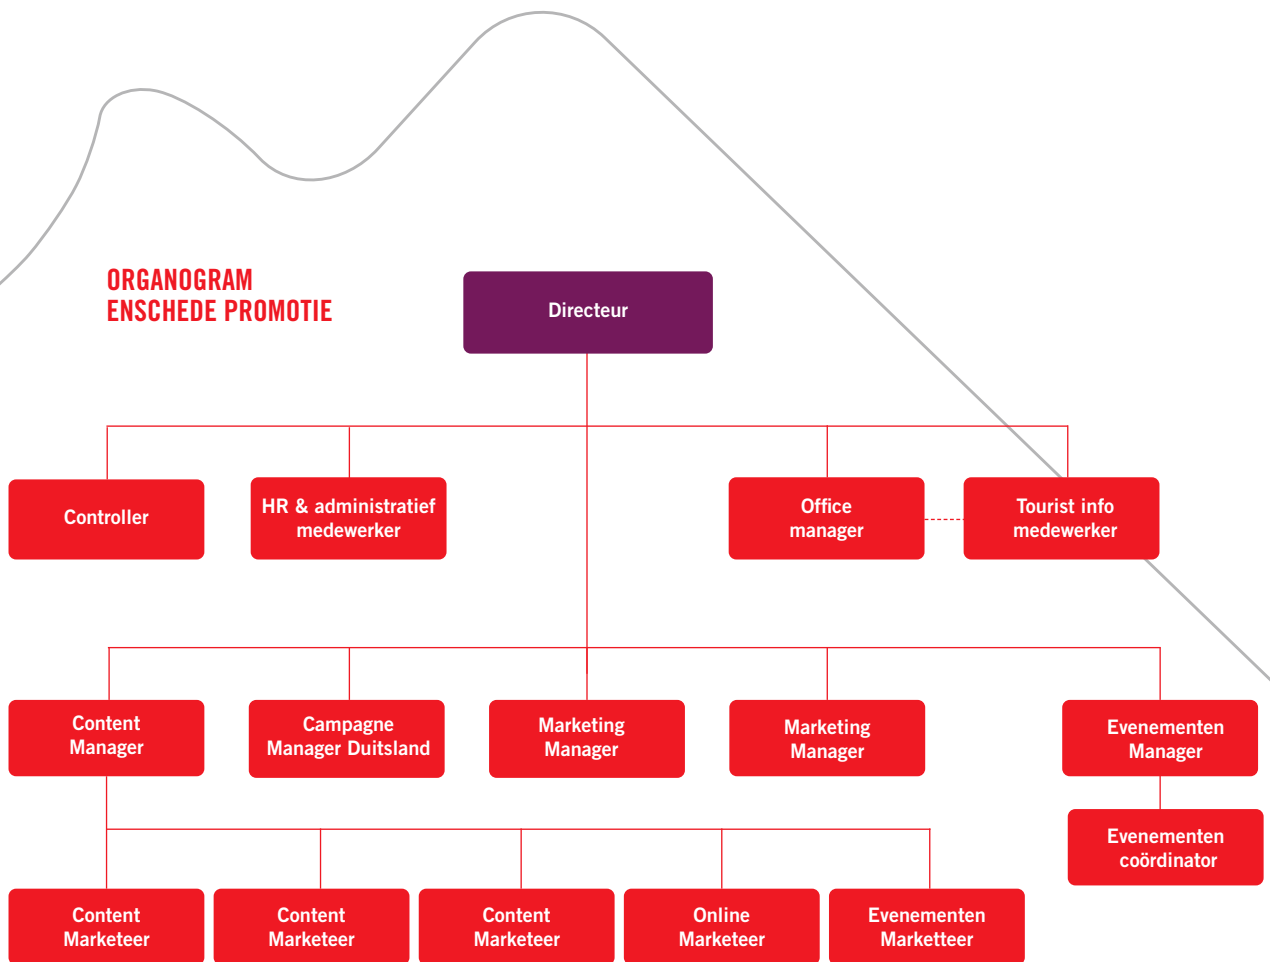 ORGANOGRAM
ENSCHEDE PROMOTIE
Directeur
Controller
HR & administratief
medewerker
Office
manager
Tourist info
medewerker
Content
Manager
Campagne
Manager Duitsland
Marketing
Manager
Marketing
Manager
Evenementen
Manager
Evenementen
coördinator
Content
Marketeer
Content
Marketeer
Content
Marketeer
Online
Marketeer
Evenementen
Marketteer